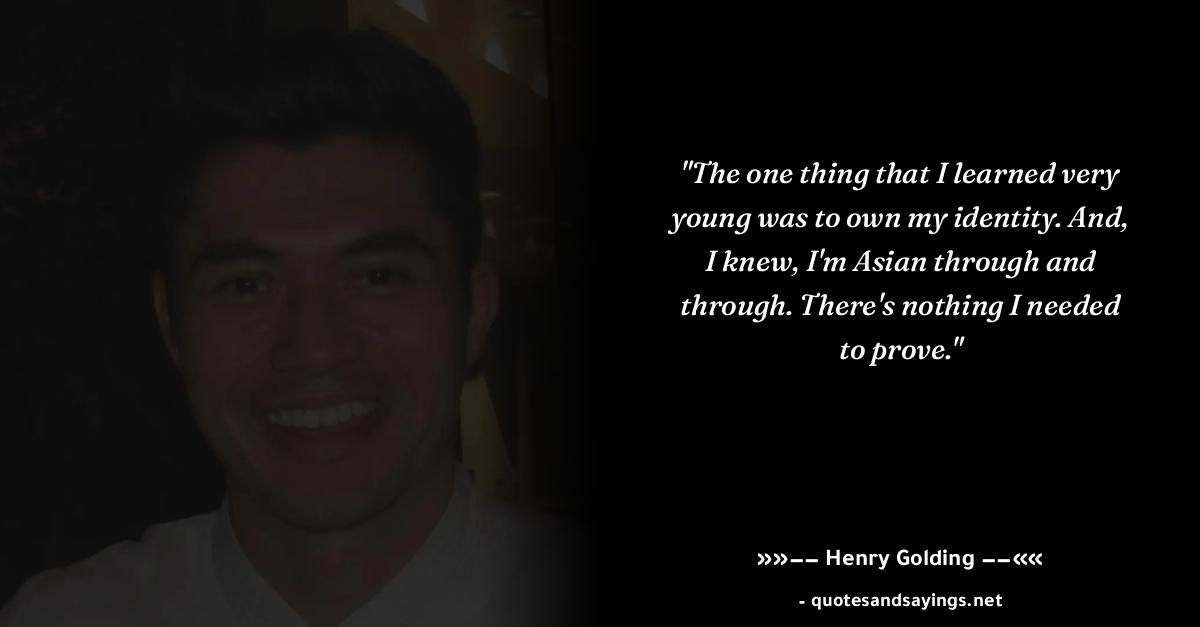 "The one thing that I learned very
young was to own my identity. And,
I knew, I'm Asian through and
through. There's nothing I needed
to prove."
»»–– Henry Golding ––««
- quotesandsayings.net